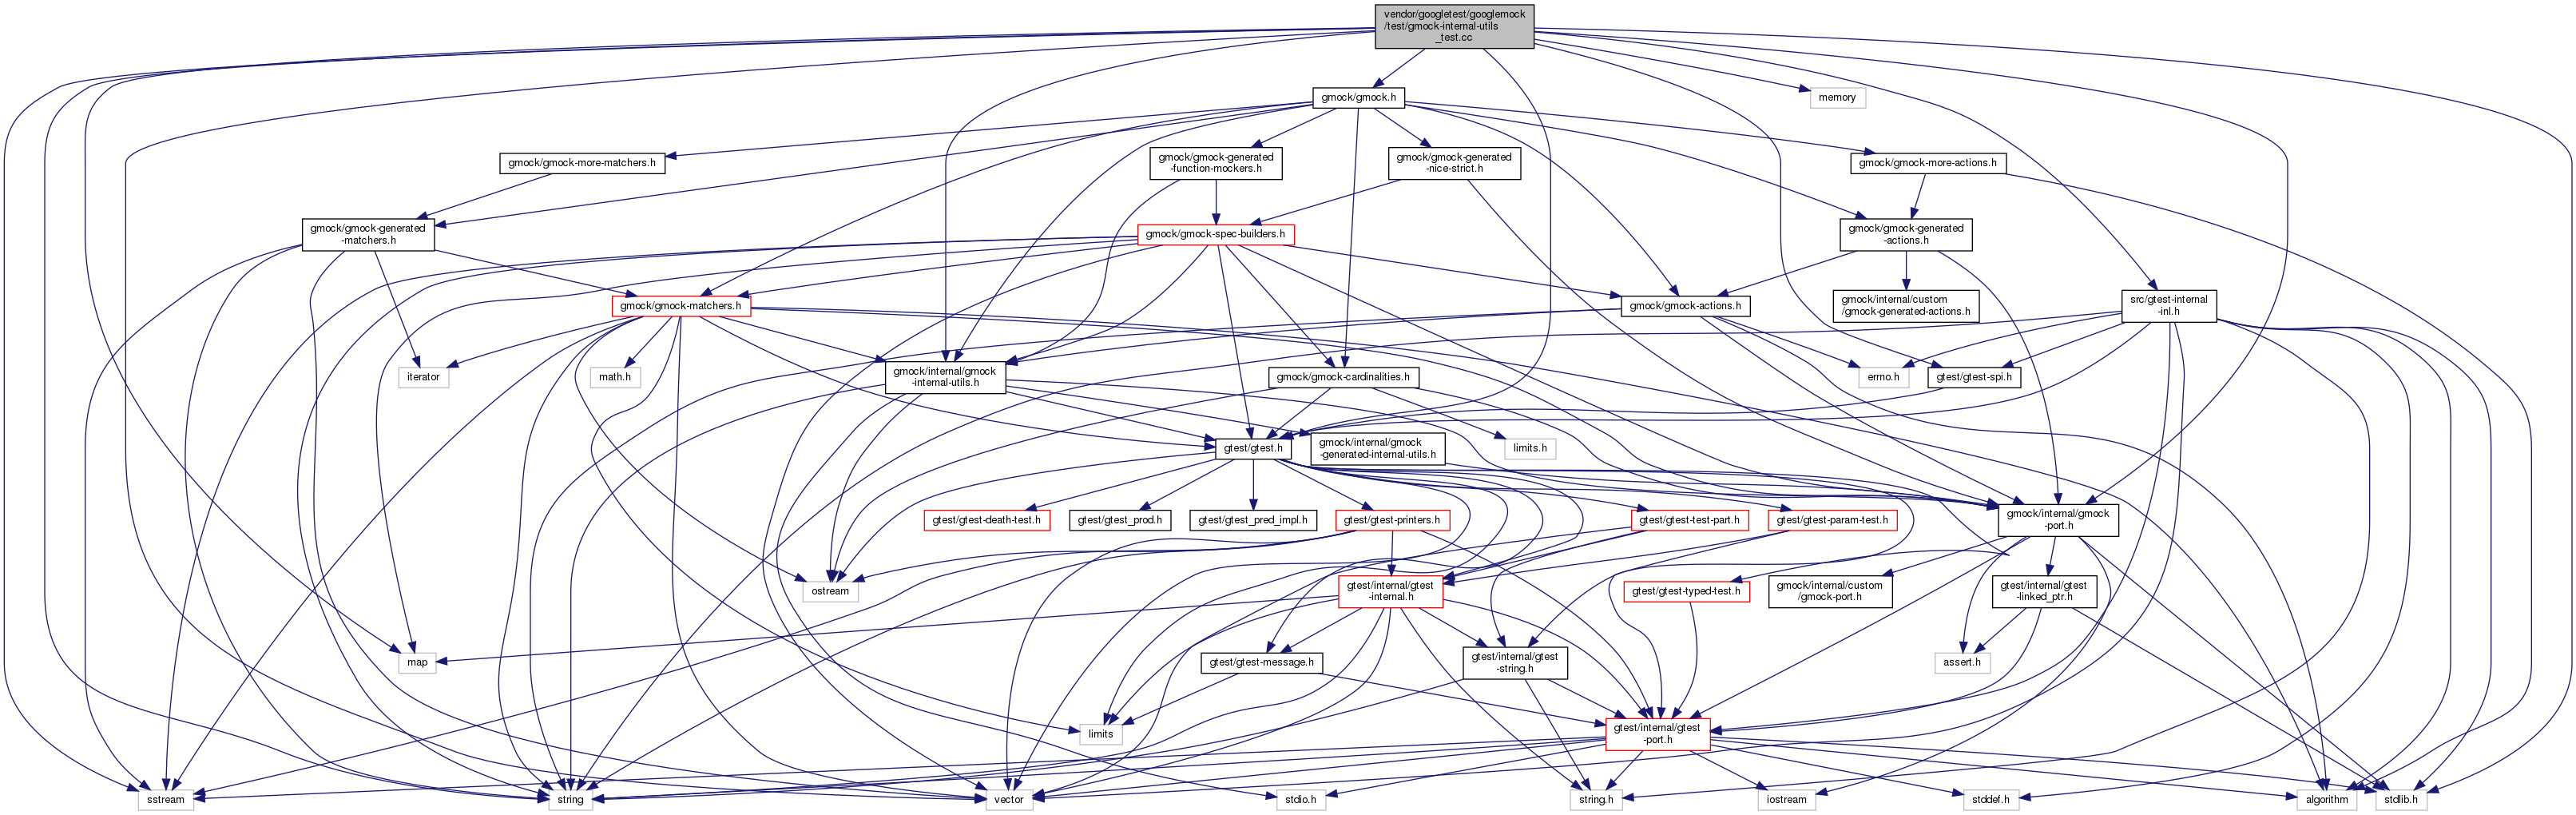 vendor/googletest/googlemock
/test/gmock-internal-utils
_test.cc
gmock/gmock.h
memory
gmock/gmock-more-matchers.h
gmock/gmock-generated
-function-mockers.h
gmock/gmock-generated
-nice-strict.h
gmock/gmock-more-actions.h
gmock/gmock-generated
-matchers.h
gmock/gmock-spec-builders.h
gmock/gmock-generated
-actions.h
gmock/gmock-matchers.h
gmock/gmock-actions.h
gmock/internal/custom
/gmock-generated-actions.h
src/gtest-internal
-inl.h
iterator
math.h
gmock/internal/gmock
-internal-utils.h
gmock/gmock-cardinalities.h
errno.h
gtest/gtest-spi.h
gtest/gtest.h
gmock/internal/gmock
-generated-internal-utils.h
limits.h
gtest/gtest-death-test.h
gtest/gtest_prod.h
gtest/gtest_pred_impl.h
gtest/gtest-printers.h
gtest/gtest-test-part.h
gtest/gtest-param-test.h
gmock/internal/gmock
-port.h
ostream
gtest/internal/gtest
-internal.h
gtest/gtest-typed-test.h
gmock/internal/custom
/gmock-port.h
gtest/internal/gtest
-linked_ptr.h
map
gtest/gtest-message.h
gtest/internal/gtest
-string.h
assert.h
limits
gtest/internal/gtest
-port.h
sstream
string
vector
stdio.h
string.h
iostream
stddef.h
algorithm
stdlib.h